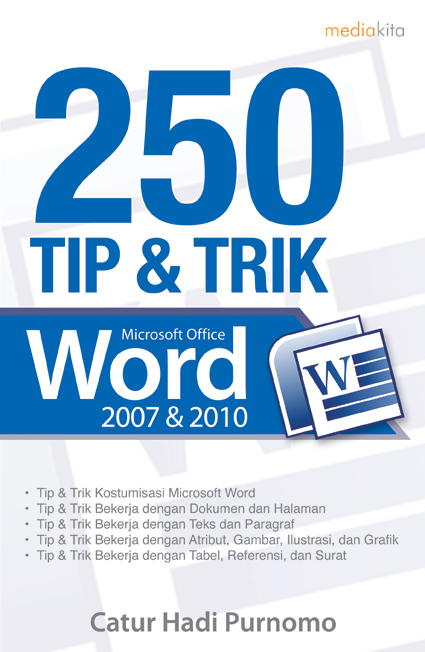 mediakita
250
TIP & TRIK
Microsoft Office
Word
2007 & 2010
W
• Tip & Trik Kostumisasi Microsoft Word
• Tip & Trik Bekerja dengan Dokumen dan Halaman
• Tip & Trik Bekerja dengan Teks dan Paragraf
• Tip & Trik Bekerja dengan Atribut, Gambar, Ilustrasi, dan Grafik
• Tip & Trik Bekerja dengan Tabel, Referensi, dan Surat
Catur Hadi Purnomo